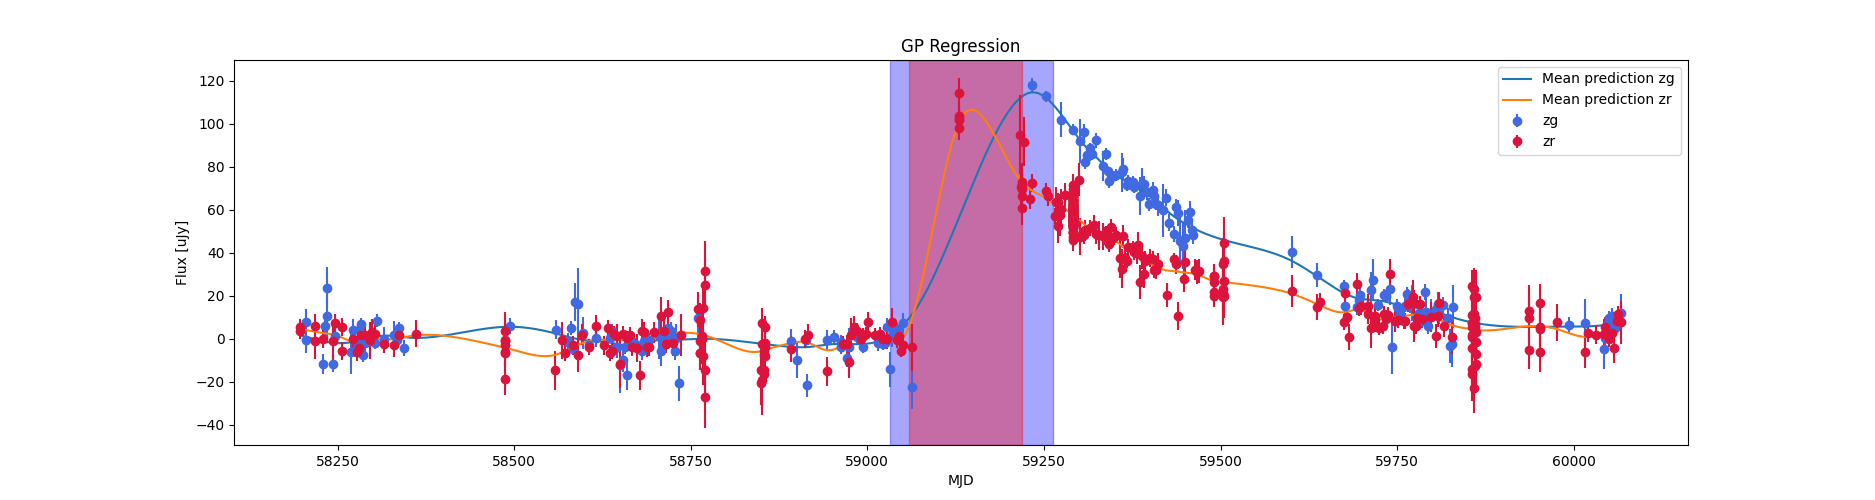 GP Regression
Flux [uJy]
120
100
80
60
40
20
0
−20
−40
58250
58500
58750
59000
59250
59500
59750
60000
MJD
Mean prediction zg
Mean prediction zr
zg
zr